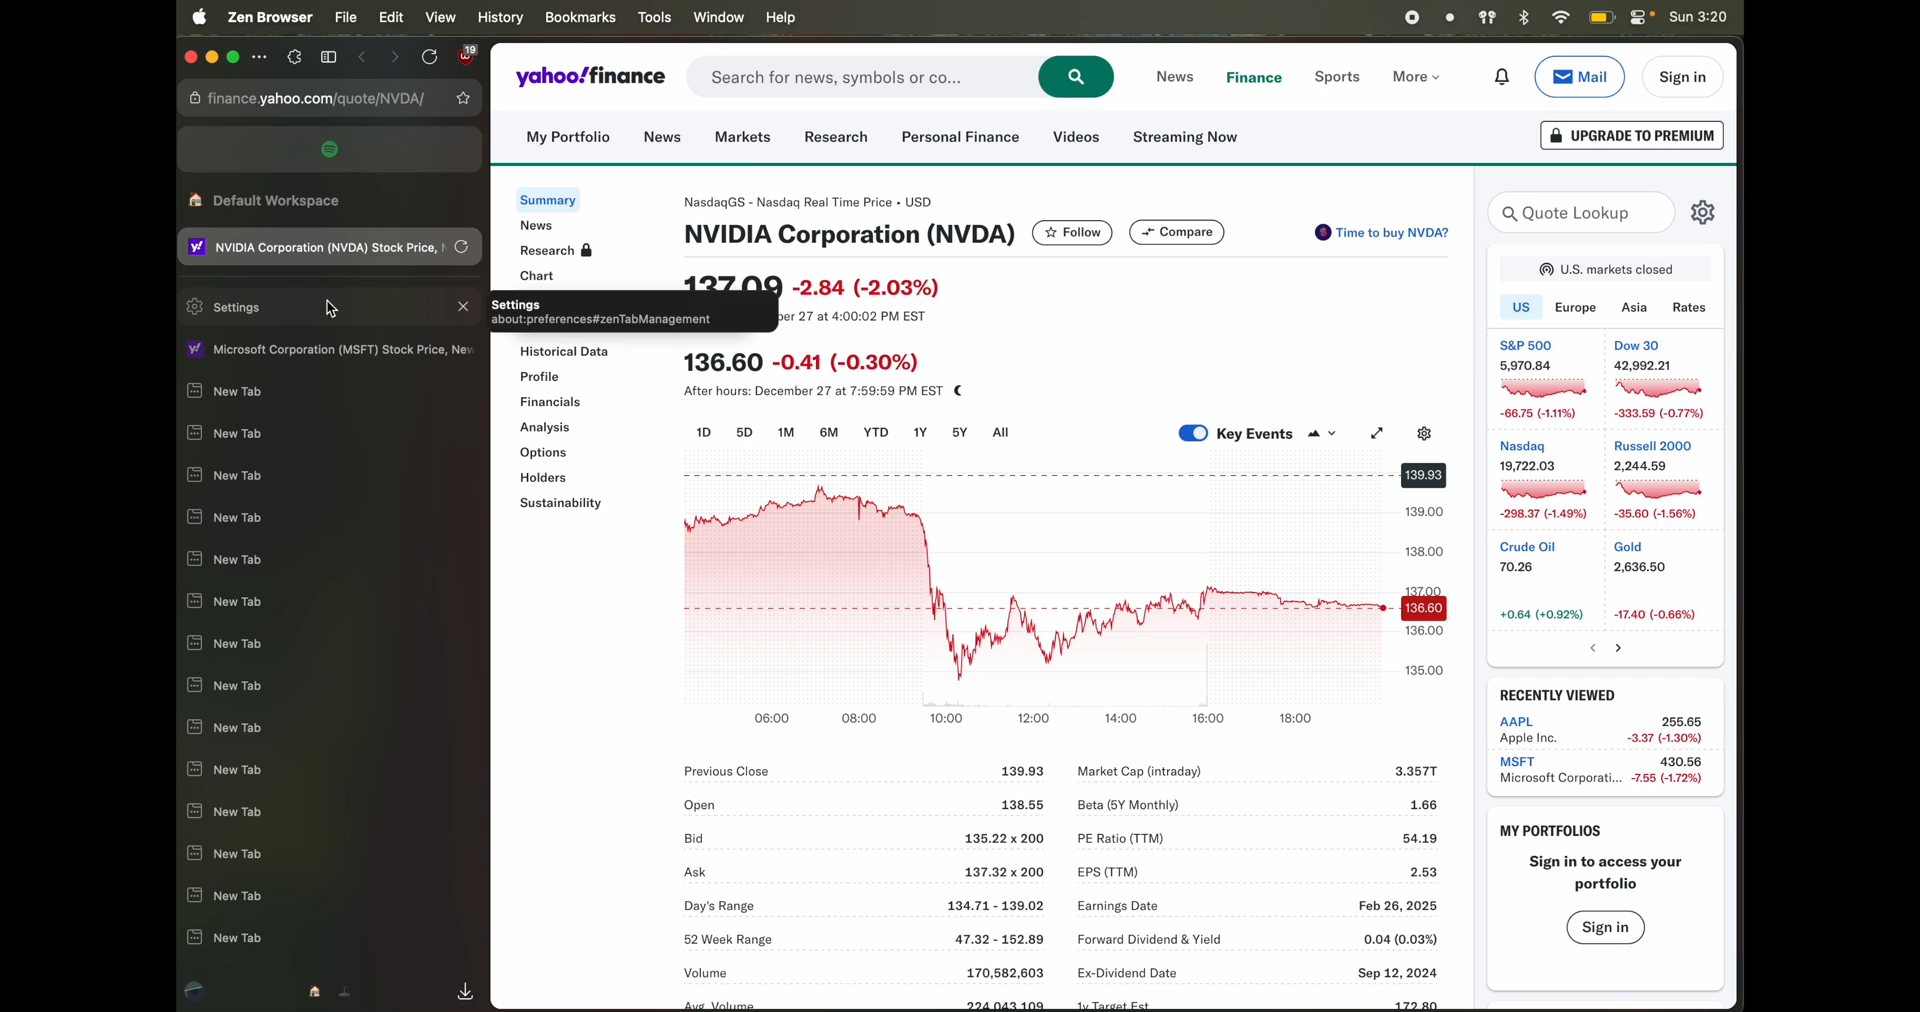 Zen Browser File Edit View History Bookmarks Tools Window Help Sun 3:20
19
finance.yahoo.com/quote/NVDA/
Default Workspace
NVIDIA Corporation (NVDA) Stock Price,
Settings
Microsoft Corporation (MSFT) Stock Price, New
New Tab
New Tab
New Tab
New Tab
New Tab
New Tab
New Tab
New Tab
New Tab
New Tab
New Tab
New Tab
New Tab
New Tab
Settings
about:preferences#zenTabManagement
yahoo!finance
Search for news, symbols or co...
News Finance Sports More
Mail
Sign in
My Portfolio News Markets Research Personal Finance Videos Streaming Now
UPGRADE TO PREMIUM
Summary
News
Research
Chart
Historical Data
Profile
Financials
Analysis
Options
Holders
Sustainability
NasdaqGS - Nasdaq Real Time Price • USD
NVIDIA Corporation (NVDA)
Follow
Compare
Time to buy NVDA?
137.09 -2.84 (-2.03%)
27 at 4:00:02 PM EST
136.60 -0.41 (-0.30%)
After hours: December 27 at 7:59:59 PM EST
1D 5D 1M 6M YTD 1Y 5Y All
Key Events
139.93
139.00
138.00
137.00
136.60
136.00
135.00
06:00 08:00 10:00 12:00 14:00 16:00 18:00
Previous Close 139.93
Open 138.55
Bid 135.22 x 200
Ask 137.32 x 200
Day's Range 134.71 - 139.02
52 Week Range 47.32 - 152.89
Volume 170,582,603
Avg. Volume 224,043,109
Market Cap (intraday) 3.357T
Beta (5Y Monthly) 1.66
PE Ratio (TTM) 54.19
EPS (TTM) 2.53
Earnings Date Feb 26, 2025
Forward Dividend & Yield 0.04 (0.03%)
Ex-Dividend Date Sep 12, 2024
1y Target Est 172.80
Quote Lookup
U.S. markets closed
US Europe Asia Rates
S&P 500
5,970.84
-66.75 (-1.11%)
Dow 30
42,992.21
-333.59 (-0.77%)
Nasdaq
19,722.03
-298.37 (-1.49%)
Russell 2000
2,244.59
-35.60 (-1.56%)
Crude Oil
70.26
+0.64 (+0.92%)
Gold
2,636.50
-17.40 (-0.66%)
RECENTLY VIEWED
AAPL 255.65
Apple Inc. -3.37 (-1.30%)
MSFT 430.56
Microsoft Corporati... -7.55 (-1.72%)
MY PORTFOLIOS
Sign in to access your
portfolio
Sign in